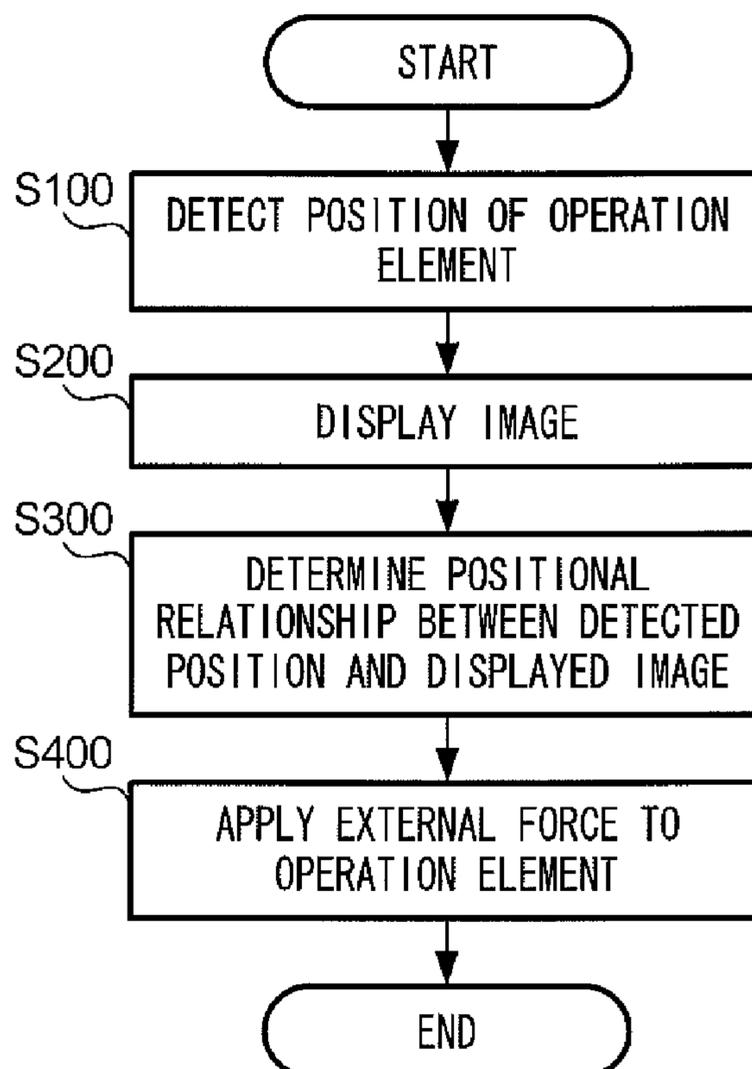 START
S100
DETECT POSITION OF OPERATION
ELEMENT
S200
DISPLAY IMAGE
S300
DETERMINE POSITIONAL
RELATIONSHIP BETWEEN DETECTED
POSITION AND DISPLAYED IMAGE
S400
APPLY EXTERNAL FORCE TO
OPERATION ELEMENT
END